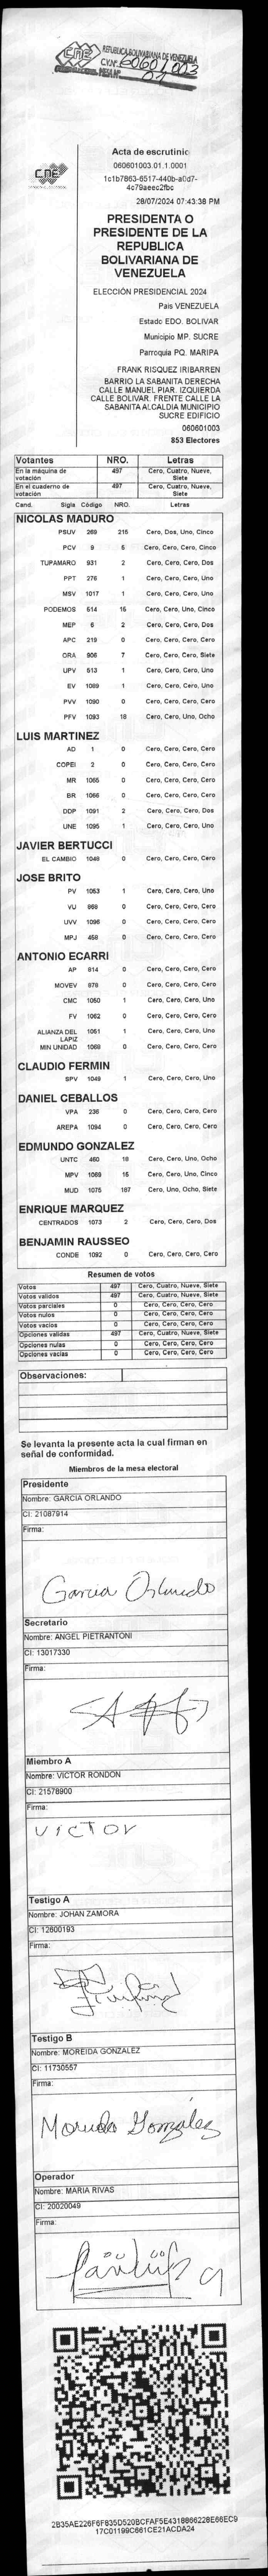 CNE
REPUBLICA BOLIVARIANA DE VENEZUELA
C.V.N°. 60601003
01
CNE
Acta de escrutinio
060601003.01.1.0001
1c1b7863-6517-440b-a0d7-
4c79aeec2fbc
28/07/2024 07:43:36 PM
PRESIDENTA O
PRESIDENTE DE LA
REPUBLICA
BOLIVARIANA DE
VENEZUELA
ELECCIÓN PRESIDENCIAL 2024
Pais VENEZUELA
Estado EDO. BOLIVAR
Municipio MP. SUCRE
Parroquia PQ. MARIPA
FRANK RISQUEZ IRIBARREN
BARRIO LA SABANITA DERECHA
CALLE MANUEL PIAR. IZQUIERDA
CALLE BOLIVAR. FRENTE CALLE LA
SABANITA ALCALDIA MUNICIPIO
SUCRE EDIFICIO
060601003
853 Electores
Votantes NRO. Letras
En la máquina de votación 497 Cero, Cuatro, Nueve, Siete
En el cuaderno de votación 497 Cero, Cuatro, Nueve, Siete
Cand. Sigla Código NRO. Letras
NICOLAS MADURO
PSUV 269 215 Cero, Dos, Uno, Cinco
PCV 9 5 Cero, Cero, Cero, Cinco
TUPAMARO 931 2 Cero, Cero, Cero, Dos
PPT 276 1 Cero, Cero, Cero, Uno
MSV 1017 1 Cero, Cero, Cero, Uno
PODEMOS 514 15 Cero, Cero, Uno, Cinco
MEP 6 2 Cero, Cero, Cero, Dos
APC 219 0 Cero, Cero, Cero, Cero
ORA 906 7 Cero, Cero, Cero, Siete
UPV 513 1 Cero, Cero, Cero, Uno
EV 1089 1 Cero, Cero, Cero, Uno
PVV 1090 0 Cero, Cero, Cero, Cero
PFV 1093 18 Cero, Cero, Uno, Ocho
LUIS MARTINEZ
AD 1 0 Cero, Cero, Cero, Cero
COPEI 2 0 Cero, Cero, Cero, Cero
MR 1065 0 Cero, Cero, Cero, Cero
BR 1066 0 Cero, Cero, Cero, Cero
DDP 1091 2 Cero, Cero, Cero, Dos
UNE 1095 1 Cero, Cero, Cero, Uno
JAVIER BERTUCCI
EL CAMBIO 1048 0 Cero, Cero, Cero, Cero
JOSE BRITO
PV 1053 1 Cero, Cero, Cero, Uno
VU 868 0 Cero, Cero, Cero, Cero
UVV 1096 0 Cero, Cero, Cero, Cero
MPJ 458 0 Cero, Cero, Cero, Cero
ANTONIO ECARRI
AP 814 0 Cero, Cero, Cero, Cero
MOVEV 878 0 Cero, Cero, Cero, Cero
CMC 1050 1 Cero, Cero, Cero, Uno
FV 1062 0 Cero, Cero, Cero, Cero
ALIANZA DEL LAPIZ 1051 1 Cero, Cero, Cero, Uno
MIN UNIDAD 1068 0 Cero, Cero, Cero, Cero
CLAUDIO FERMIN
SPV 1049 1 Cero, Cero, Cero, Uno
DANIEL CEBALLOS
VPA 236 0 Cero, Cero, Cero, Cero
AREPA 1094 0 Cero, Cero, Cero, Cero
EDMUNDO GONZALEZ
UNTC 460 18 Cero, Cero, Uno, Ocho
MPV 1069 15 Cero, Cero, Uno, Cinco
MUD 1075 187 Cero, Uno, Ocho, Siete
ENRIQUE MARQUEZ
CENTRADOS 1073 2 Cero, Cero, Cero, Dos
BENJAMIN RAUSSEO
CONDE 1092 0 Cero, Cero, Cero, Cero
Resumen de votos
Votos 497 Cero, Cuatro, Nueve, Siete
Votos validos 497 Cero, Cuatro, Nueve, Siete
Votos parciales 0 Cero, Cero, Cero, Cero
Votos nulos 0 Cero, Cero, Cero, Cero
Votos vacios 0 Cero, Cero, Cero, Cero
Opciones validas 497 Cero, Cuatro, Nueve, Siete
Opciones nulas 0 Cero, Cero, Cero, Cero
Opciones vacias 0 Cero, Cero, Cero, Cero
Observaciones:
Se levanta la presente acta la cual firman en
señal de conformidad.
Miembros de la mesa electoral
Presidente
Nombre: GARCIA ORLANDO
CI: 21087914
Firma:
Garcia Orlando
Secretario
Nombre: ANGEL PIETRANTONI
CI: 13017330
Firma:
Miembro A
Nombre: VICTOR RONDON
CI: 21578900
Firma:
VICTOR
Testigo A
Nombre: JOHAN ZAMORA
CI: 12600193
Firma:
Testigo B
Nombre: MOREIDA GONZALEZ
CI: 11730557
Firma:
Moreida González
Operador
Nombre: MARIA RIVAS
CI: 20020049
Firma:
2B35AE226F6F835D520BCFAF5E4318866228E66EC9
17C01199C661CE21ACDA24